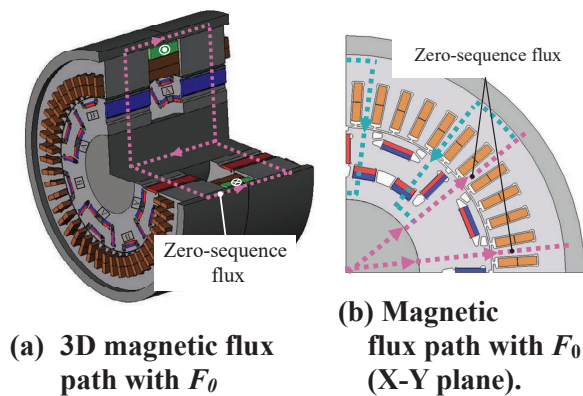 Zero-sequence
flux
(a) 3D magnetic flux
path with F0
Zero-sequence flux
(b) Magnetic
flux path with F0
(X-Y plane).